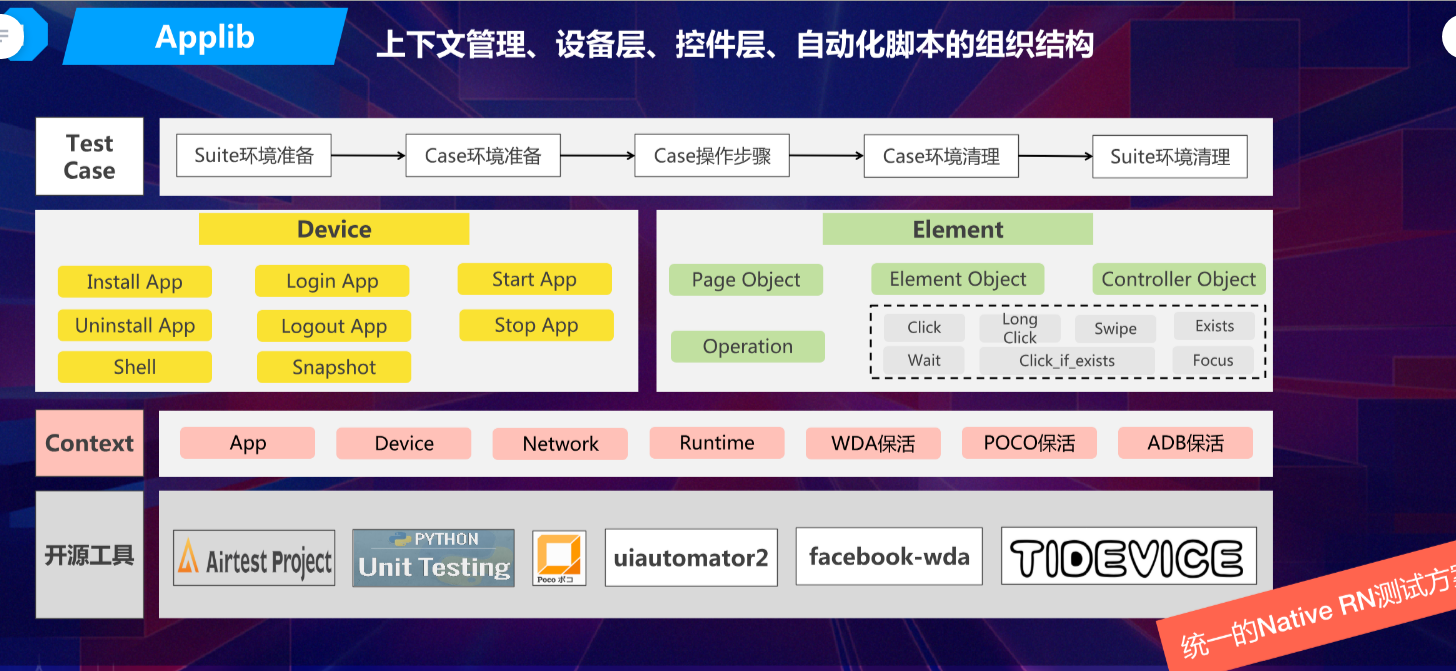 Applib
上下文管理、设备层、控件层、自动化脚本的组织结构
Test
Case
Suite环境准备
Case环境准备
Case操作步骤
Case环境清理
Suite环境清理
Device
Install App
Login App
Start App
Uninstall App
Logout App
Stop App
Shell
Snapshot
Element
Page Object
Element Object
Controller Object
Operation
Click
Long
Click
Swipe
Exists
Wait
Click_if_exists
Focus
Context
App
Device
Network
Runtime
WDA保活
POCO保活
ADB保活
开源工具
Airtest Project
PYTHON
Unit Testing
Poco ポコ
uiautomator2
facebook-wda
TIDEVICE
统一的Native RN测试方